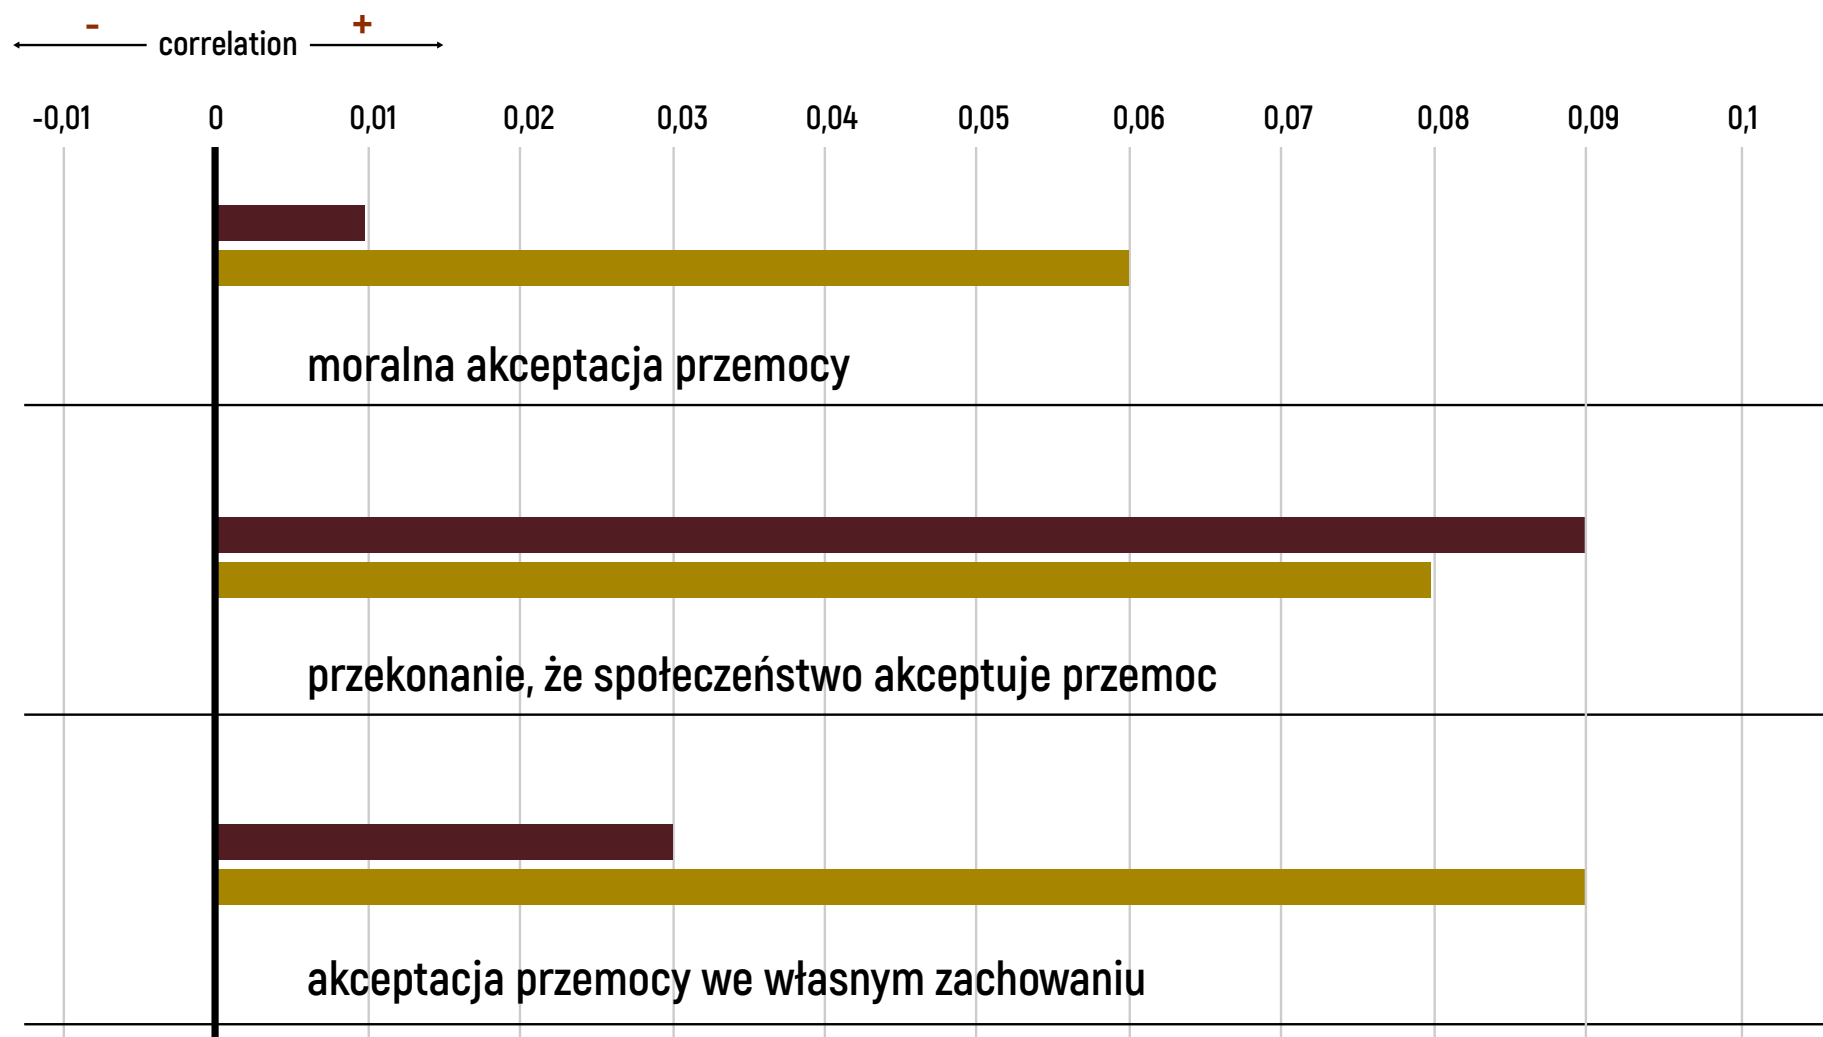 - +
correlation
-0,01 0 0,01 0,02 0,03 0,04 0,05 0,06 0,07 0,08 0,09 0,1
moralna akceptacja przemocy
przekonanie, że społeczeństwo akceptuje przemoc
akceptacja przemocy we własnym zachowaniu